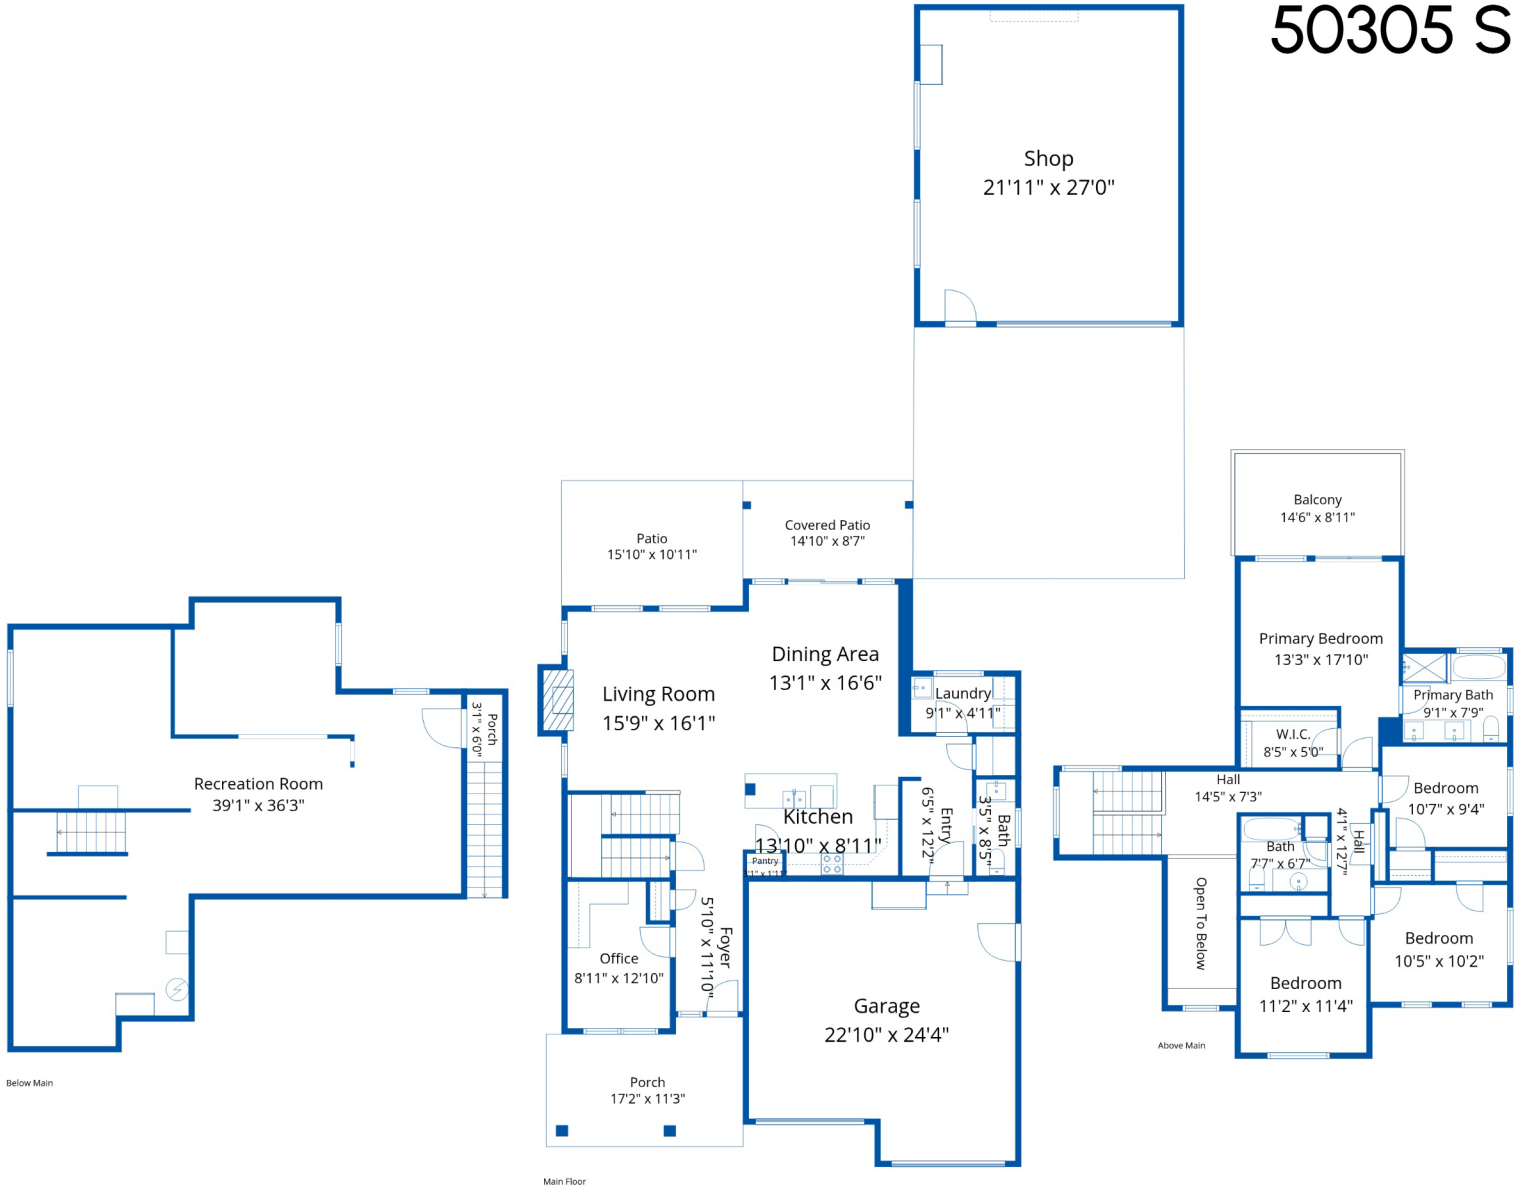 50305 S
Shop
21'11" x 27'0"
Patio
15'10" x 10'11"
Covered Patio
14'10" x 8'7"
Living Room
15'9" x 16'1"
Dining Area
13'1" x 16'6"
Laundry
9'1" x 4'11"
Kitchen
13'10" x 8'11"
Pantry
Entry
6'5" x 12'2"
Bath
3'5" x 8'5"
Foyer
5'10" x 11'10"
Office
8'11" x 12'10"
Garage
22'10" x 24'4"
Porch
17'2" x 11'3"
Main Floor
Recreation Room
39'1" x 36'3"
Porch
3'1" x 6'0"
Below Main
Balcony
14'6" x 8'11"
Primary Bedroom
13'3" x 17'10"
Primary Bath
9'1" x 7'9"
W.I.C.
8'5" x 5'0"
Hall
14'5" x 7'3"
Bedroom
10'7" x 9'4"
Hall
4'1" x 12'7"
Bath
7'7" x 6'7"
Open To Below
Bedroom
10'5" x 10'2"
Bedroom
11'2" x 11'4"
Above Main